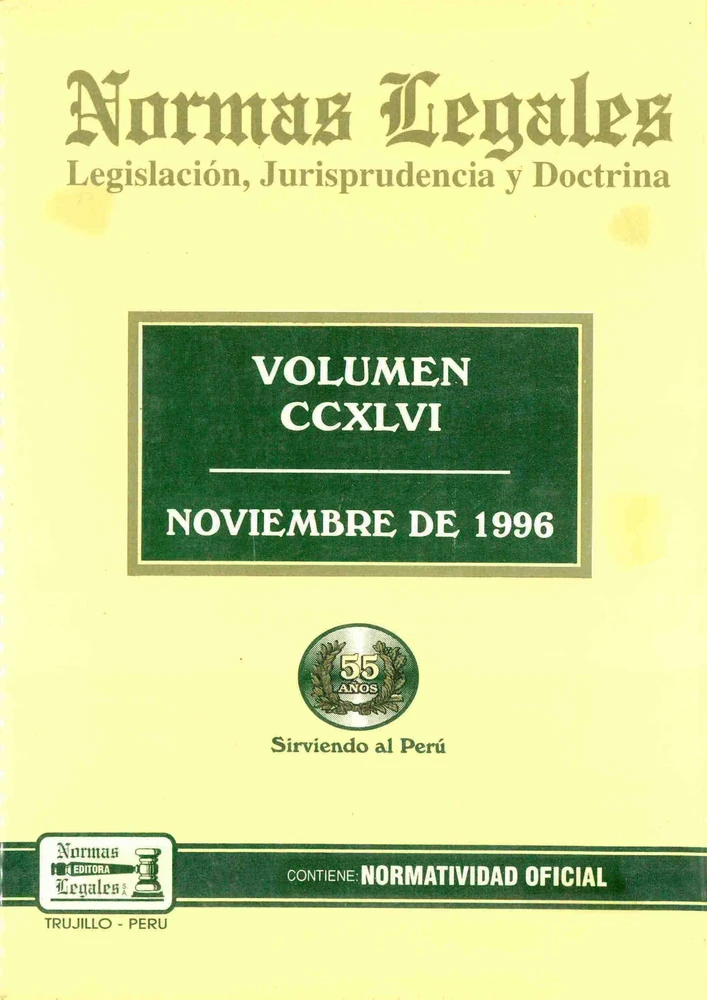 Normas Legales
Legislación, Jurisprudencia y Doctrina
VOLUMEN
CCXLVI
NOVIEMBRE DE 1996
55
AÑOS
Sirviendo al Perú
Normas
EDITORA
Legales S.A.
CONTIENE: NORMATIVIDAD OFICIAL
TRUJILLO - PERU